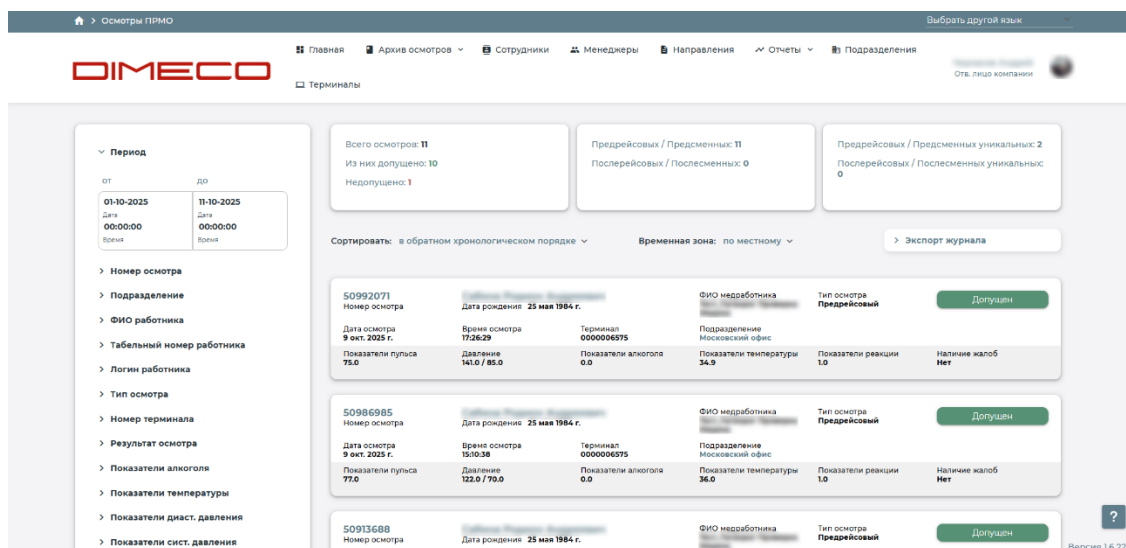 Осмотры ПРМО
Выбрать другой язык
DIMECO
Главная Архив осмотров Сотрудники Менеджеры Направления Отчеты Подразделения
Терминалы
Отв. лицо компании
Период
от до
01-10-2025 11-10-2025
Дата Дата
00:00:00 00:00:00
Время Время
Номер осмотра
Подразделение
ФИО работника
Табельный номер работника
Логин работника
Тип осмотра
Номер терминала
Результат осмотра
Показатели алкоголя
Показатели температуры
Показатели диаст. давления
Показатели сист. давления
Всего осмотров: 11
Из них допущено: 10
Недопущено: 1
Предрейсовых / Предсменных: 11
Послерейсовых / Послесменных: 0
Предрейсовых / Предсменных уникальных: 2
Послерейсовых / Послесменных уникальных:
0
Сортировать: в обратном хронологическом порядке
Временная зона: по местному
Экспорт журнала
50992071 ФИО медработника Тип осмотра Допущен
Номер осмотра Дата рождения 25 мая 1984 г. Предрейсовый
Дата осмотра Время осмотра Терминал Подразделение
9 окт. 2025 г. 17:26:29 0000006575 Московский офис
Показатели пульса Давление Показатели алкоголя Показатели температуры Показатели реакции Наличие жалоб
75.0 141.0 / 85.0 0.0 34.9 1.0 Нет
50986985 ФИО медработника Тип осмотра Допущен
Номер осмотра Дата рождения 25 мая 1984 г. Предрейсовый
Дата осмотра Время осмотра Терминал Подразделение
9 окт. 2025 г. 15:10:38 0000006575 Московский офис
Показатели пульса Давление Показатели алкоголя Показатели температуры Показатели реакции Наличие жалоб
77.0 122.0 / 70.0 0.0 36.0 1.0 Нет
50913688 ФИО медработника Тип осмотра Допущен
Номер осмотра Дата рождения 25 мая 1984 г. Предрейсовый
?
Версия 1.6.22